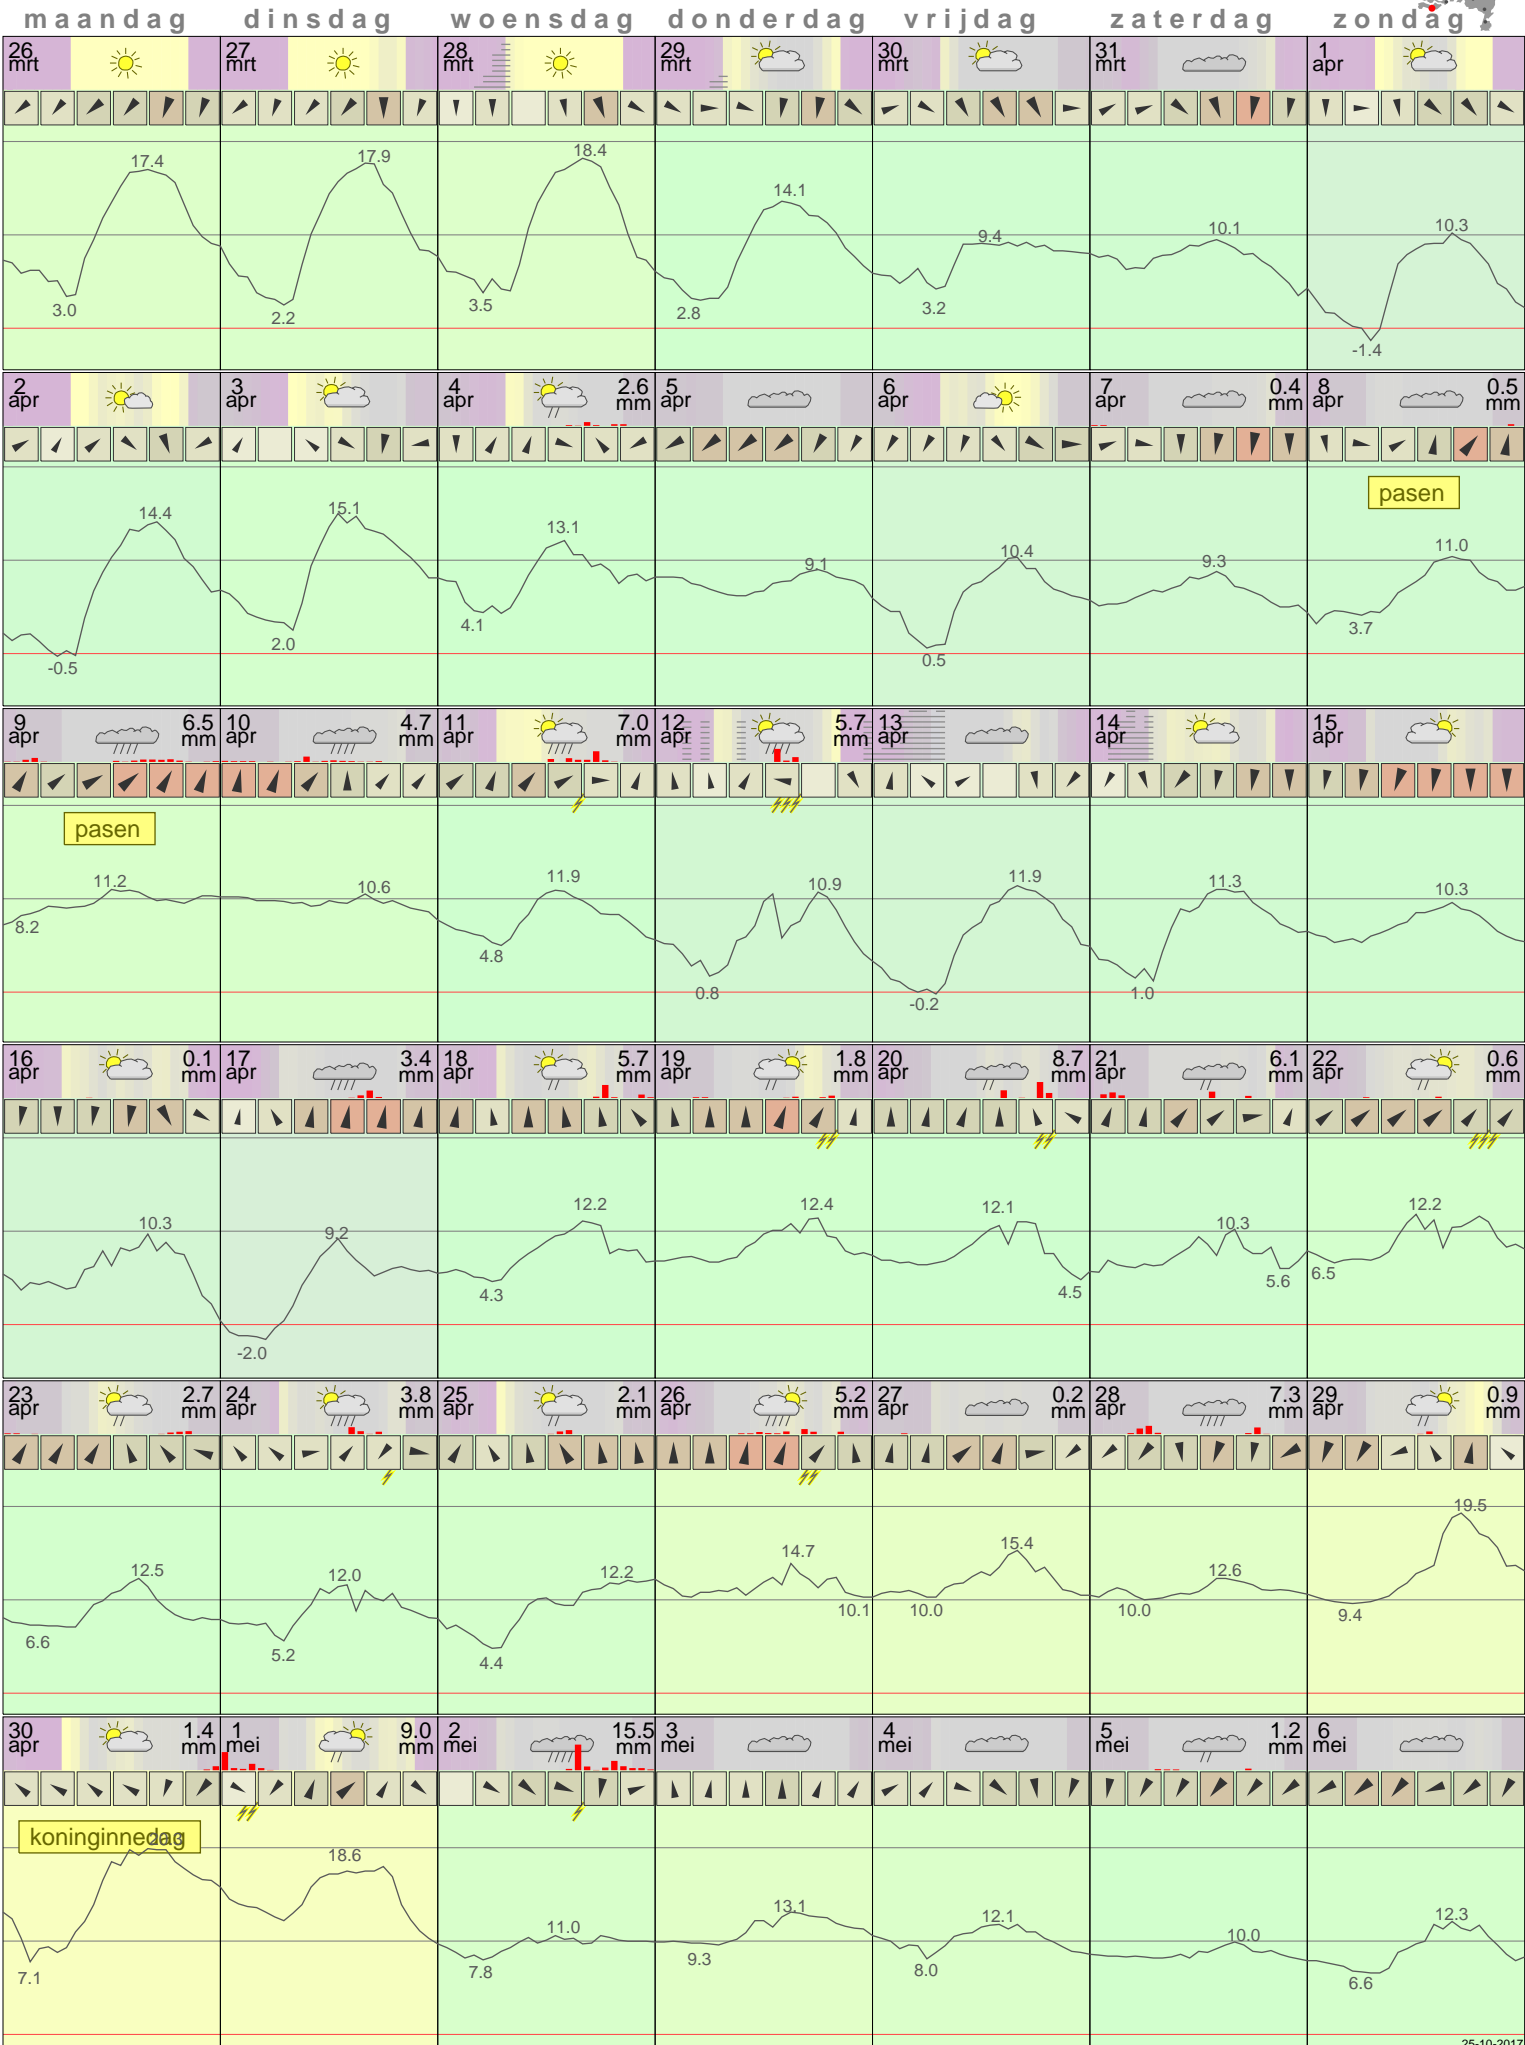 maandag dinsdag woensdag donderdag vrijdag zaterdag zondag
26 mrt 27 mrt 28 mrt 29 mrt 30 mrt 31 mrt 1 apr
17.4 17.9 18.4 14.1 9.4 10.1 10.3
3.0 2.2 3.5 2.8 3.2 -1.4
2 apr 3 apr 4 apr 2.6 mm 5 apr 6 apr 7 apr 0.4 mm 8 apr 0.5 mm
pasen
14.4 15.1 13.1 9.1 10.4 9.3 11.0
-0.5 2.0 4.1 0.5 3.7
9 apr 6.5 mm 10 apr 4.7 mm 11 apr 7.0 mm 12 apr 5.7 mm 13 apr 14 apr 15 apr
pasen
11.2 10.6 11.9 10.9 11.9 11.3 10.3
8.2 4.8 0.8 -0.2 1.0
16 apr 0.1 mm 17 apr 3.4 mm 18 apr 5.7 mm 19 apr 1.8 mm 20 apr 8.7 mm 21 apr 6.1 mm 22 apr 0.6 mm
10.3 9.2 12.2 12.4 12.1 10.3 12.2
-2.0 4.3 4.5 5.6 6.5
23 apr 2.7 mm 24 apr 3.8 mm 25 apr 2.1 mm 26 apr 5.2 mm 27 apr 0.2 mm 28 apr 7.3 mm 29 apr 0.9 mm
12.5 12.0 12.2 14.7 15.4 12.6 19.5
6.6 5.2 4.4 10.1 10.0 10.0 9.4
30 apr 1.4 mm 1 mei 9.0 mm 2 mei 15.5 mm 3 mei 4 mei 5 mei 1.2 mm 6 mei
koninginnedag
18.6 11.0 13.1 12.1 10.0 12.3
7.1 7.8 9.3 8.0 6.6
25-10-2017